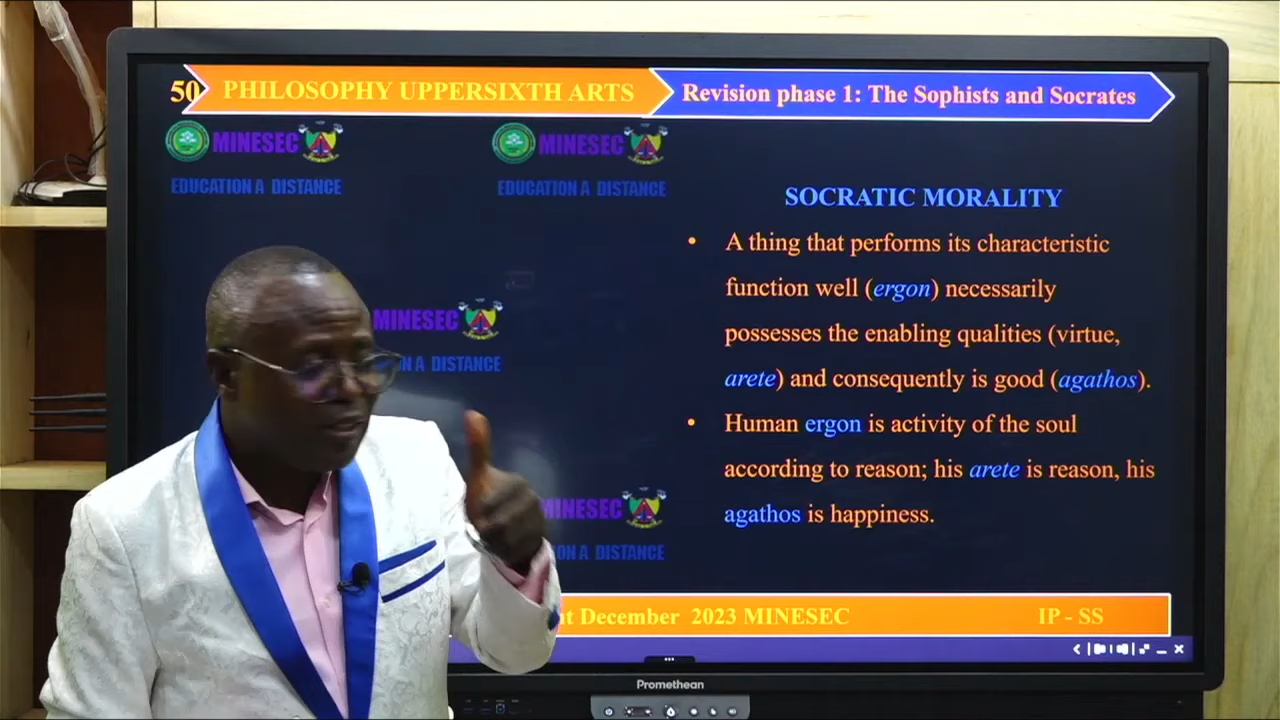 50 PHILOSOPHY UPPERSIXTH ARTS Revision phase 1: The Sophists and Socrates
MINESEC
EDUCATION A DISTANCE
MINESEC
EDUCATION A DISTANCE
SOCRATIC MORALITY
• A thing that performs its characteristic
function well (ergon) necessarily
possesses the enabling qualities (virtue,
arete) and consequently is good (agathos).
• Human ergon is activity of the soul
according to reason; his arete is reason, his
agathos is happiness.
MINESEC
A DISTANCE
MINESEC
A DISTANCE
December 2023 MINESEC IP - SS
Promethean